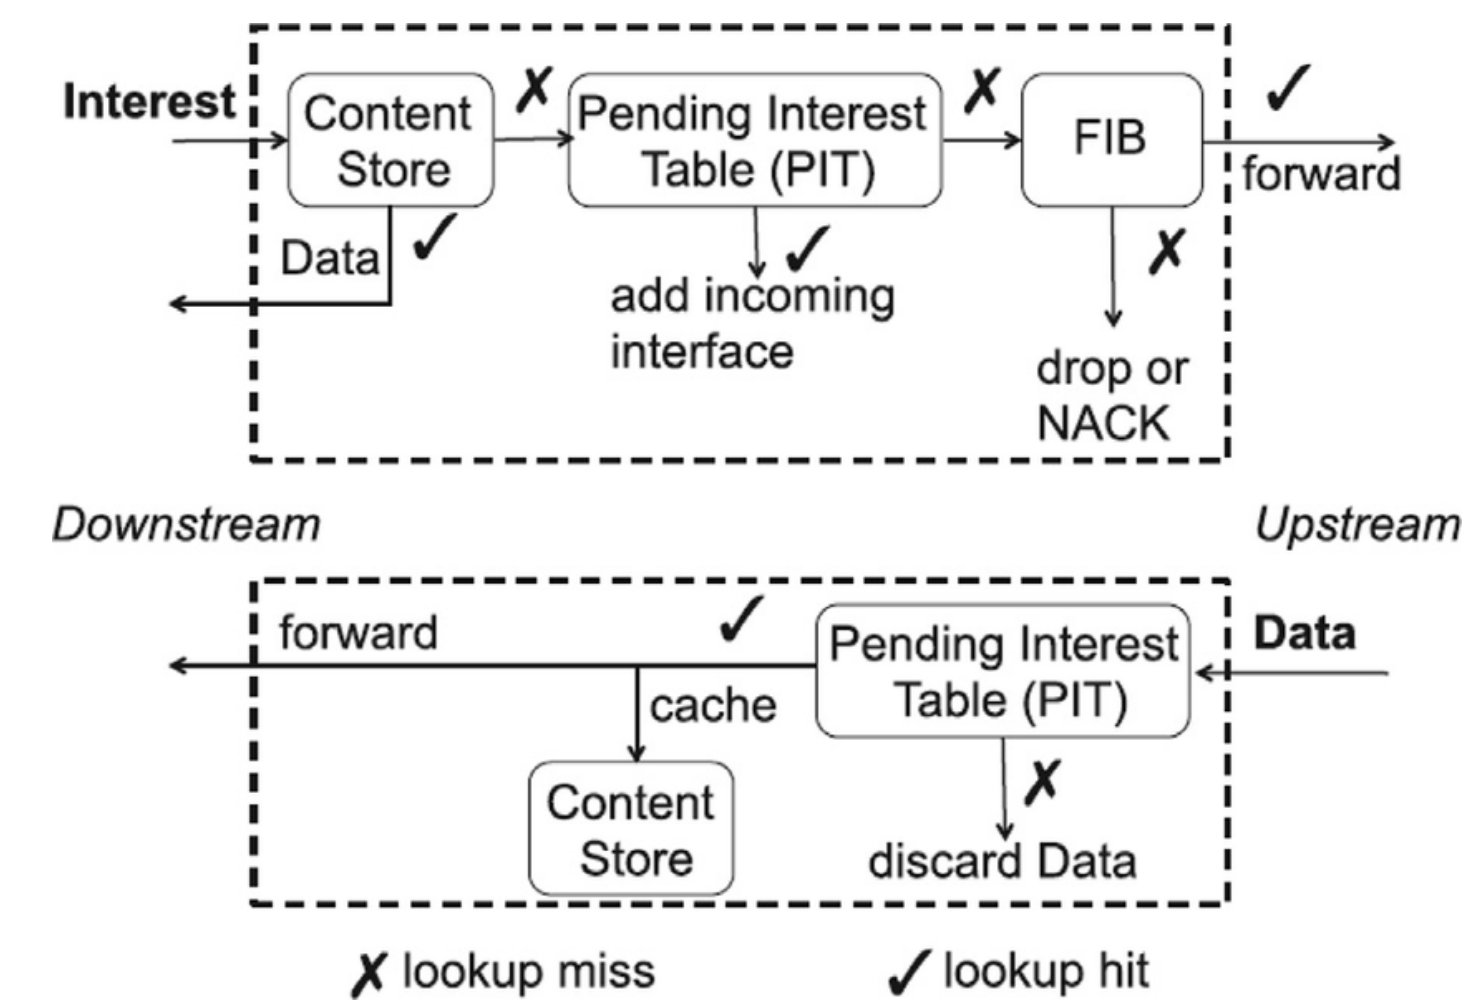 Interest
Content
Store
✗
Pending Interest
Table (PIT)
✗
FIB
✓
forward
Data
✓
✓
add incoming
interface
✗
drop or
NACK
Downstream
Upstream
forward
✓
Pending Interest
Table (PIT)
Data
cache
Content
Store
✗
discard Data
✗ lookup miss
✓ lookup hit